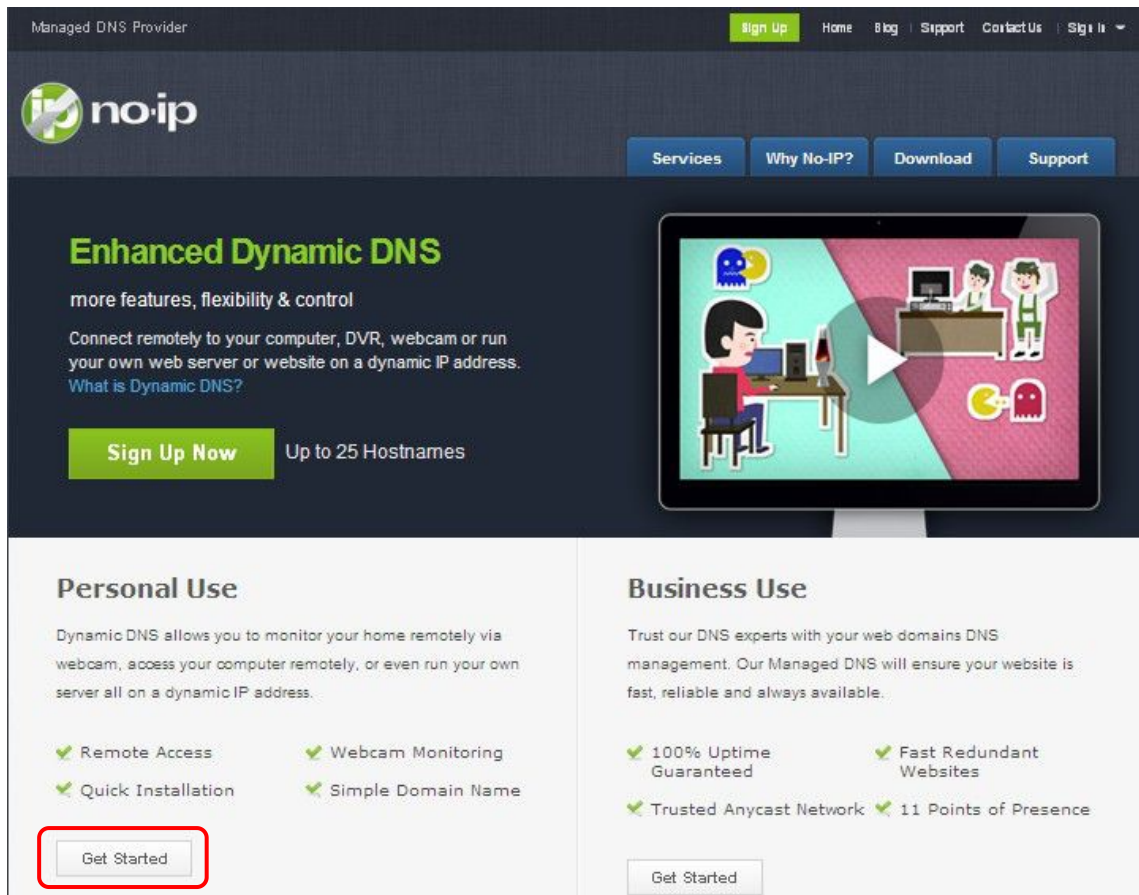 Managed DNS Provider
Sign Up
Home
Blog
Support
Contact Us
Sign In
ip no·ip
Services
Why No-IP?
Download
Support
Enhanced Dynamic DNS
more features, flexibility & control
Connect remotely to your computer, DVR, webcam or run
your own web server or website on a dynamic IP address.
What is Dynamic DNS?
Sign Up Now
Up to 25 Hostnames
Personal Use
Dynamic DNS allows you to monitor your home remotely via
webcam, access your computer remotely, or even run your own
server all on a dynamic IP address.
Remote Access
Webcam Monitoring
Quick Installation
Simple Domain Name
Get Started
Business Use
Trust our DNS experts with your web domains DNS
management. Our Managed DNS will ensure your website is
fast, reliable and always available.
100% Uptime
Guaranteed
Fast Redundant
Websites
Trusted Anycast Network
11 Points of Presence
Get Started